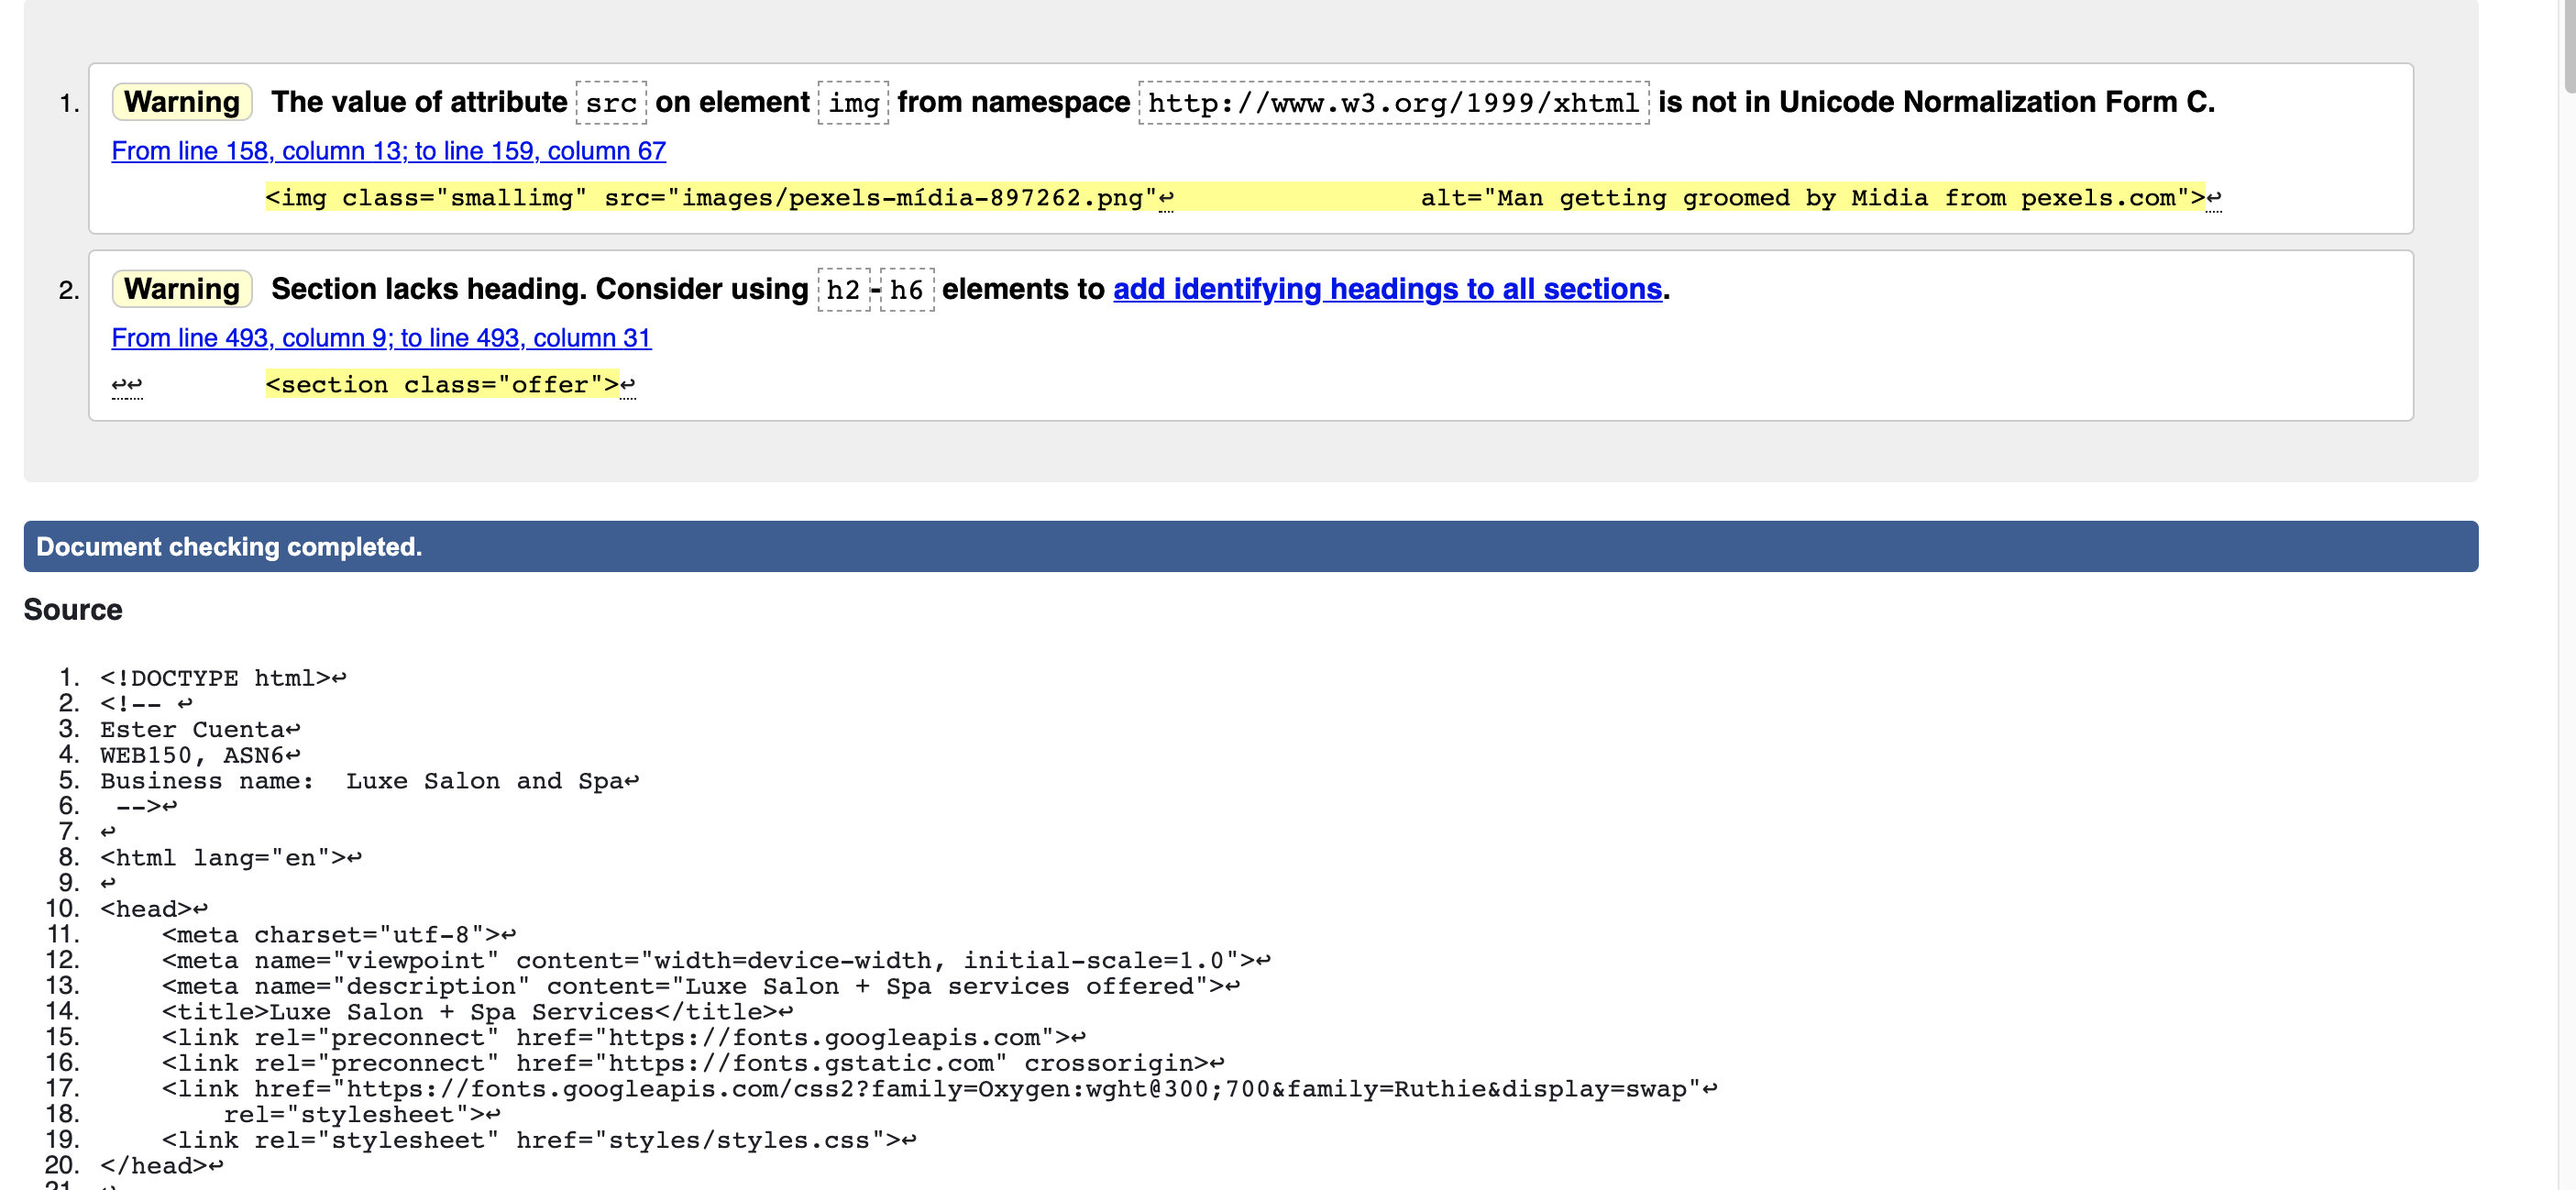 1. Warning The value of attribute src on element img from namespace http://www.w3.org/1999/xhtml is not in Unicode Normalization Form C.
From line 158, column 13; to line 159, column 67
<img class="smallimg" src="images/pexels-mídia-897262.png"↩ alt="Man getting groomed by Midia from pexels.com">↩
2. Warning Section lacks heading. Consider using h2-h6 elements to add identifying headings to all sections.
From line 493, column 9; to line 493, column 31
↩↩ <section class="offer">↩
Document checking completed.
Source
1. <!DOCTYPE html>↩
2. <!-- ↩
3. Ester Cuenta↩
4. WEB150, ASN6↩
5. Business name:  Luxe Salon and Spa↩
6.  -->↩
7. ↩
8. <html lang="en">↩
9. ↩
10. <head>↩
11.     <meta charset="utf-8">↩
12.     <meta name="viewpoint" content="width=device-width, initial-scale=1.0">↩
13.     <meta name="description" content="Luxe Salon + Spa services offered">↩
14.     <title>Luxe Salon + Spa Services</title>↩
15.     <link rel="preconnect" href="https://fonts.googleapis.com">↩
16.     <link rel="preconnect" href="https://fonts.gstatic.com" crossorigin>↩
17.     <link href="https://fonts.googleapis.com/css2?family=Oxygen:wght@300;700&family=Ruthie&display=swap"↩
18.         rel="stylesheet">↩
19.     <link rel="stylesheet" href="styles/styles.css">↩
20. </head>↩
21. ↩